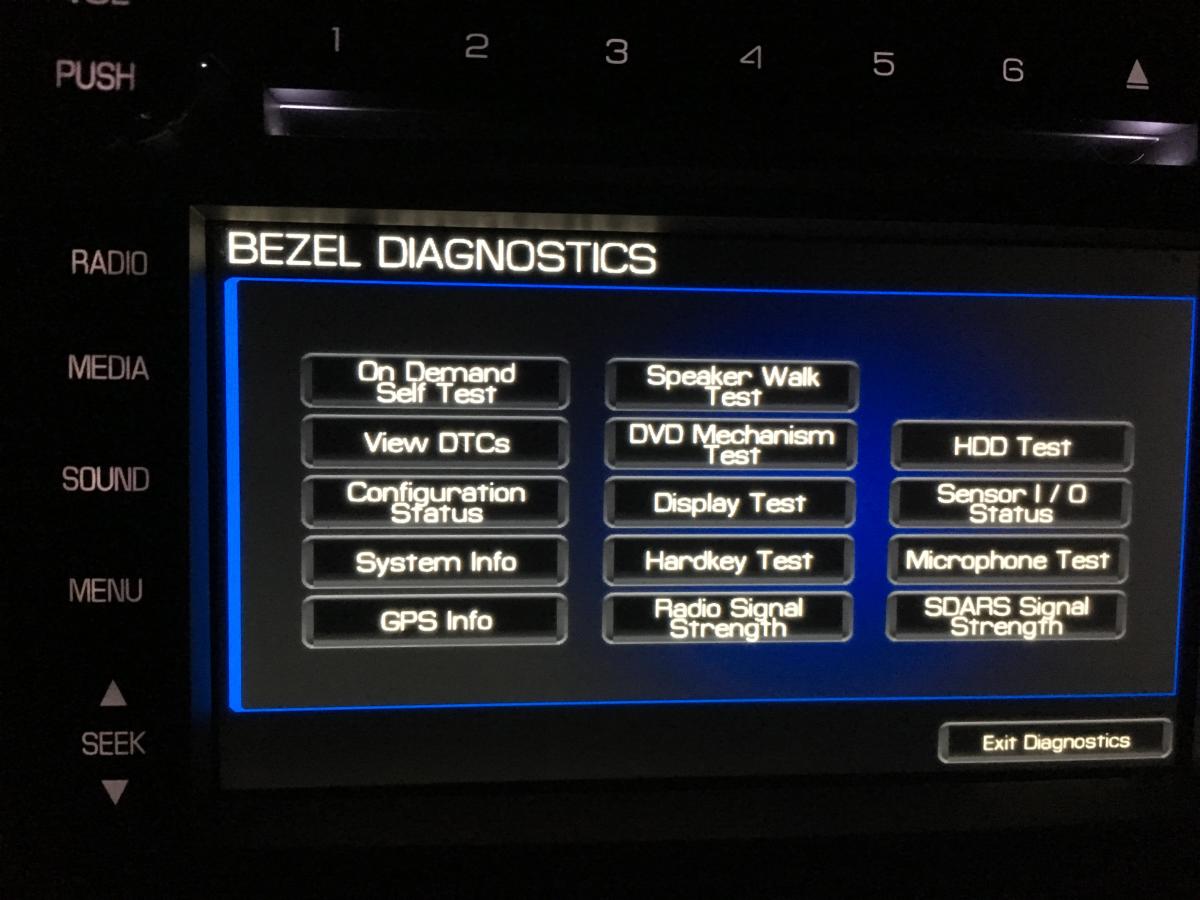 PUSH
1 2 3 4 5 6
BEZEL DIAGNOSTICS
RADIO
MEDIA
SOUND
MENU
SEEK
On Demand
Self Test
View DTCs
Configuration
Status
System Info
GPS Info
Speaker Walk
Test
DVD Mechanism
Test
Display Test
Hardkey Test
Radio Signal
Strength
HDD Test
Sensor I / O
Status
Microphone Test
SDARS Signal
Strength
Exit Diagnostics